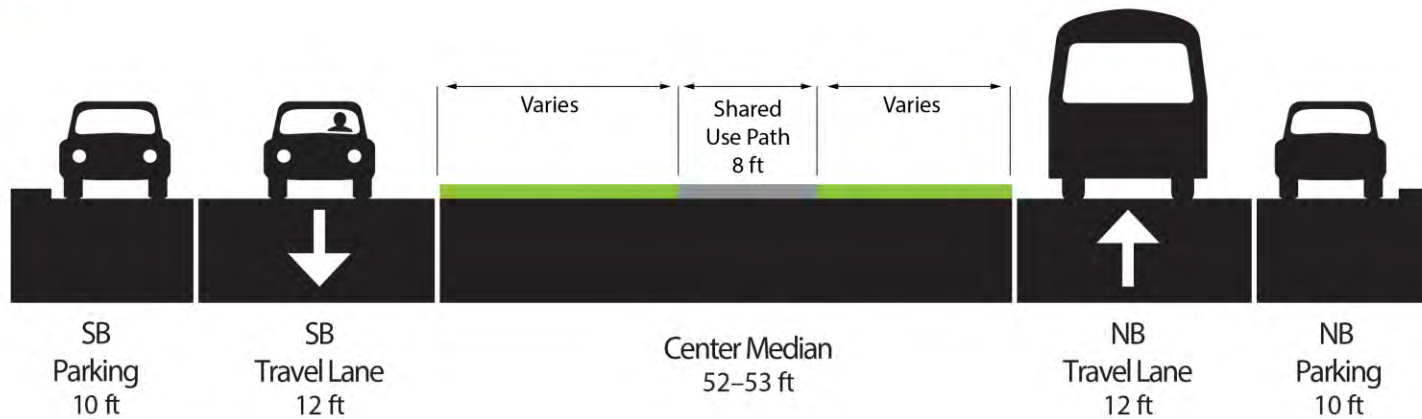 Varies
Shared
Use Path
8 ft
Varies
SB
Parking
10 ft
SB
Travel Lane
12 ft
Center Median
52–53 ft
NB
Travel Lane
12 ft
NB
Parking
10 ft